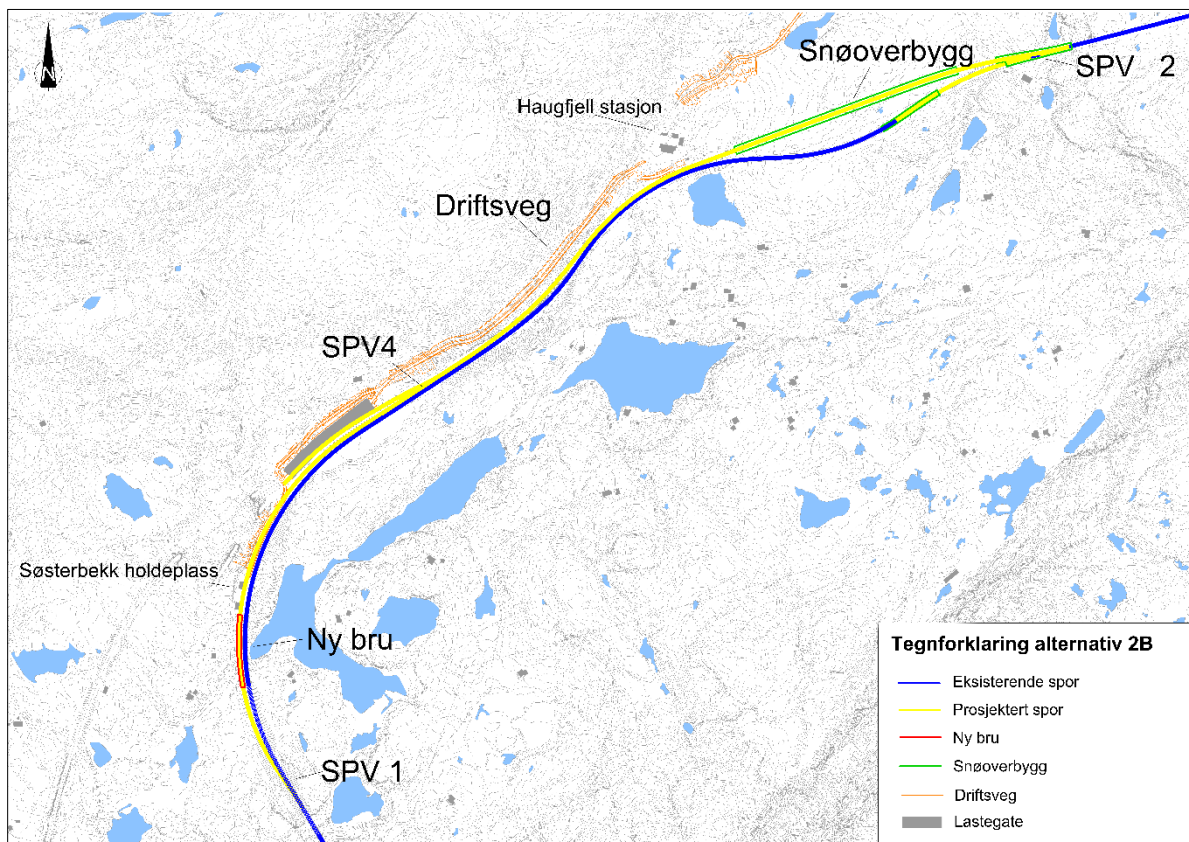 N
Snøoverbygg
SPV 2
Haugfjell stasjon
Driftsveg
SPV4
Søsterbekk holdeplass
Ny bru
SPV 1
Tegnforklaring alternativ 2B
Eksisterende spor
Prosjektert spor
Ny bru
Snøoverbygg
Driftsveg
Lastegate